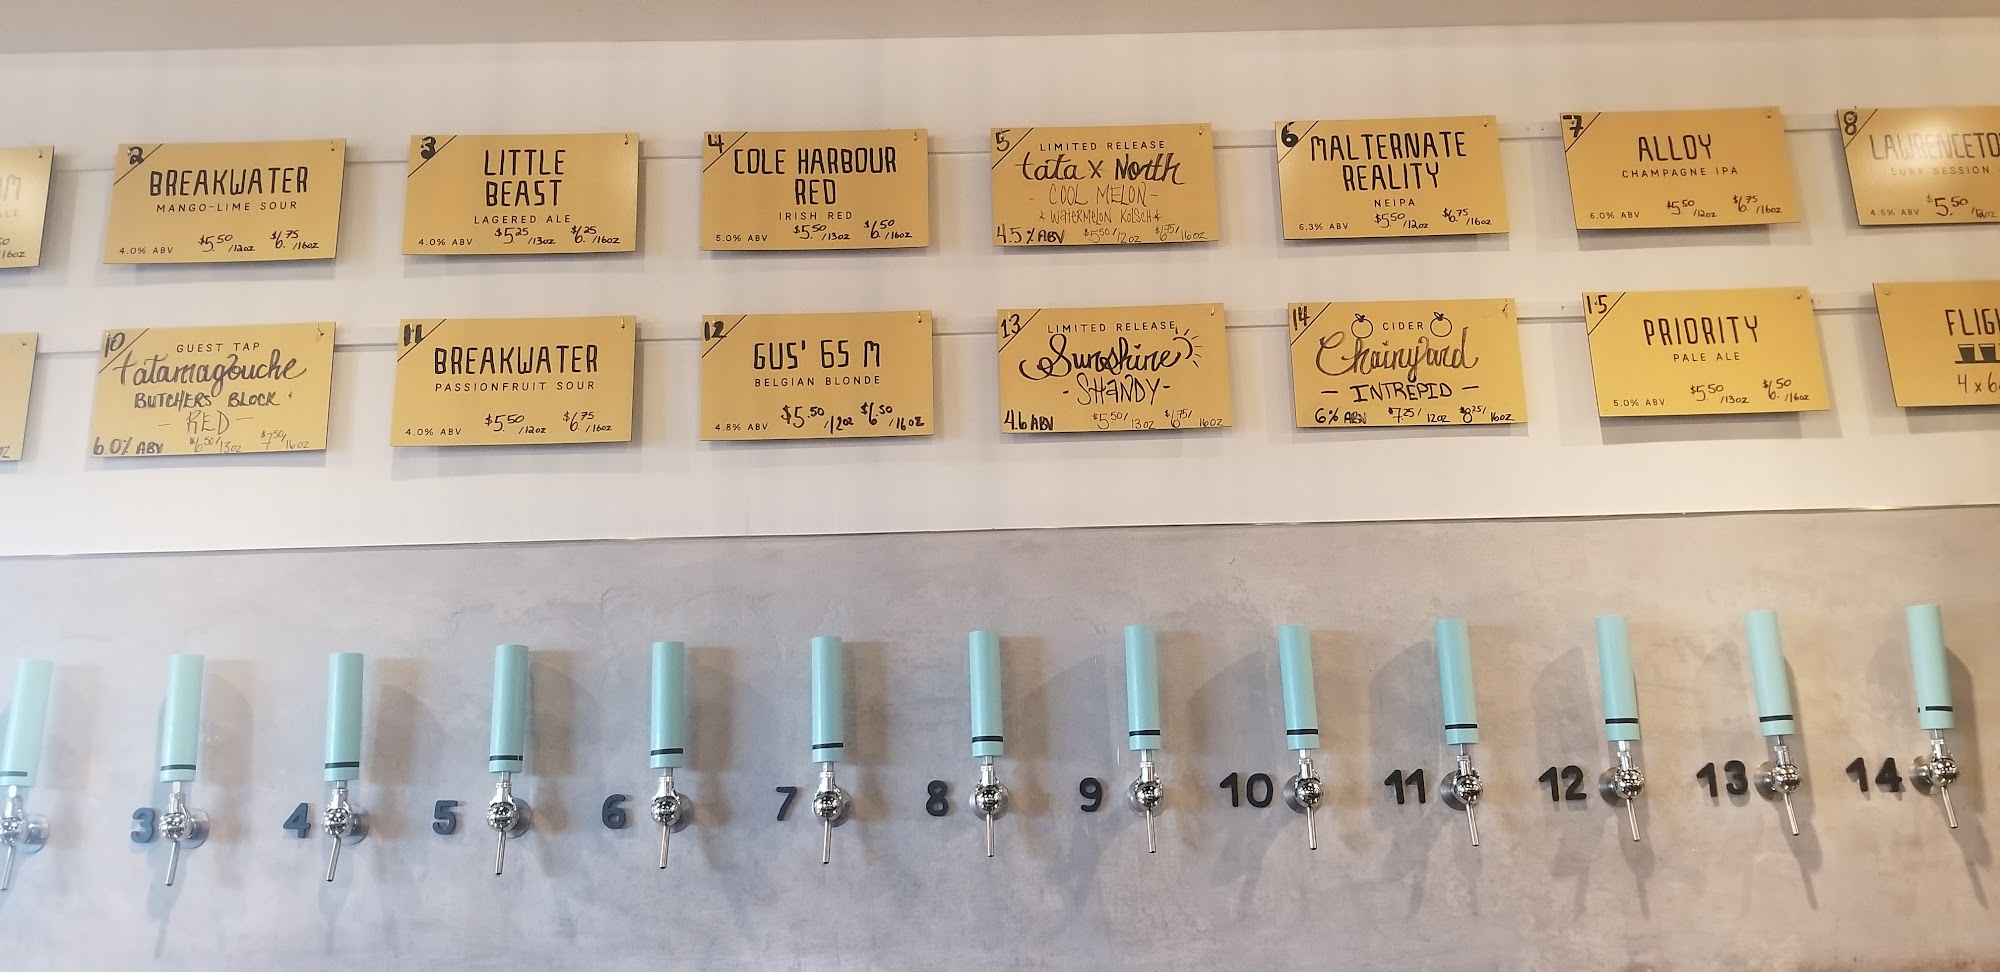 2
BREAKWATER
MANGO-LIME SOUR
4.0% ABV $5.50/12oz $6.75/16oz
3
LITTLE
BEAST
LAGERED ALE
4.0% ABV $5.25/13oz $6.25/16oz
4
COLE HARBOUR
RED
IRISH RED
5.0% ABV $5.50/13oz $6.50/16oz
5
LIMITED RELEASE
tata x North
- COOL MELON -
* WATERMELON KOLSCH *
4.5% ABV $5.50/12oz $6.75/16oz
6
MALTERNATE
REALITY
NEIPA
6.3% ABV $5.50/12oz $6.75/16oz
7
ALLOY
CHAMPAGNE IPA
6.0% ABV $5.50/12oz $6.75/16oz
8
LAWRENCETO
SURF SESSION
4.5% ABV $5.50/12oz
/16oz
10
GUEST TAP
tatamagouche
BUTCHERS BLOCK
- RED -
6.0% ABV $6.50/13oz $7.50/16oz
11
BREAKWATER
PASSIONFRUIT SOUR
4.0% ABV $5.50/12oz $6.75/16oz
12
GUS' 65 M
BELGIAN BLONDE
4.8% ABV $5.50/12oz $6.50/16oz
13
LIMITED RELEASE
Sunshine
- SHANDY -
4.6 ABV $5.50/13oz $6.75/16oz
14
CIDER
Chainyard
- INTREPID -
6% ABV $7.25/12oz $8.25/16oz
15
PRIORITY
PALE ALE
5.0% ABV $5.50/13oz $6.50/16oz
FLIG
4 x 6
3 4 5 6 7 8 9 10 11 12 13 14